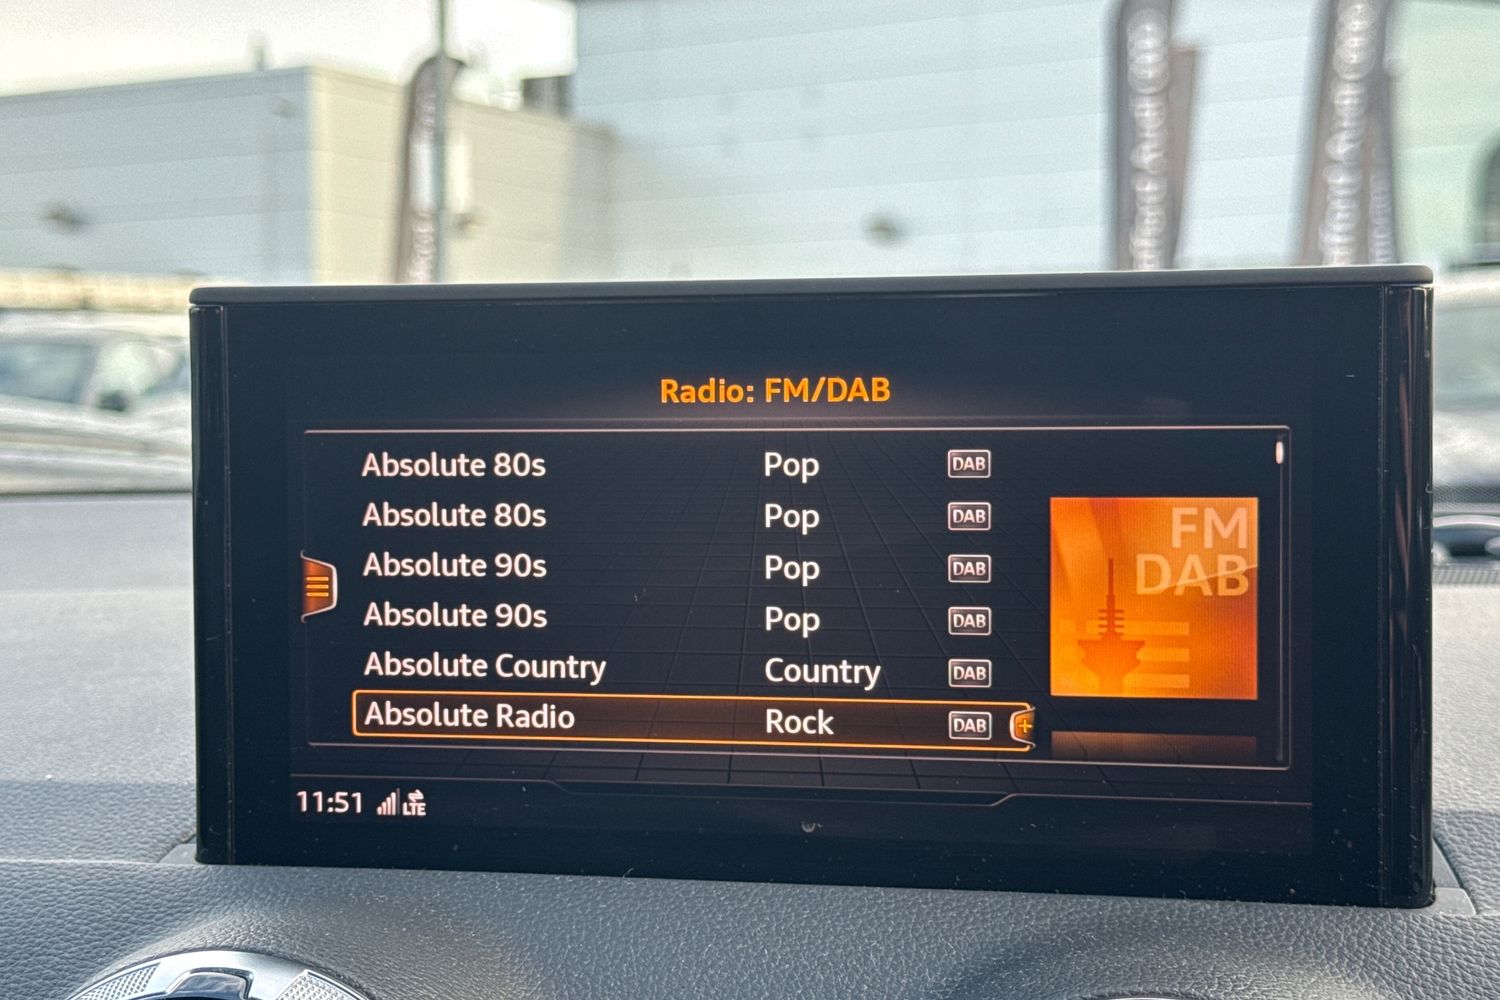 Radio: FM/DAB
Absolute 80s Pop DAB
Absolute 80s Pop DAB
Absolute 90s Pop DAB
Absolute 90s Pop DAB
Absolute Country Country DAB
Absolute Radio Rock DAB +
FM
DAB
11:51 LTE